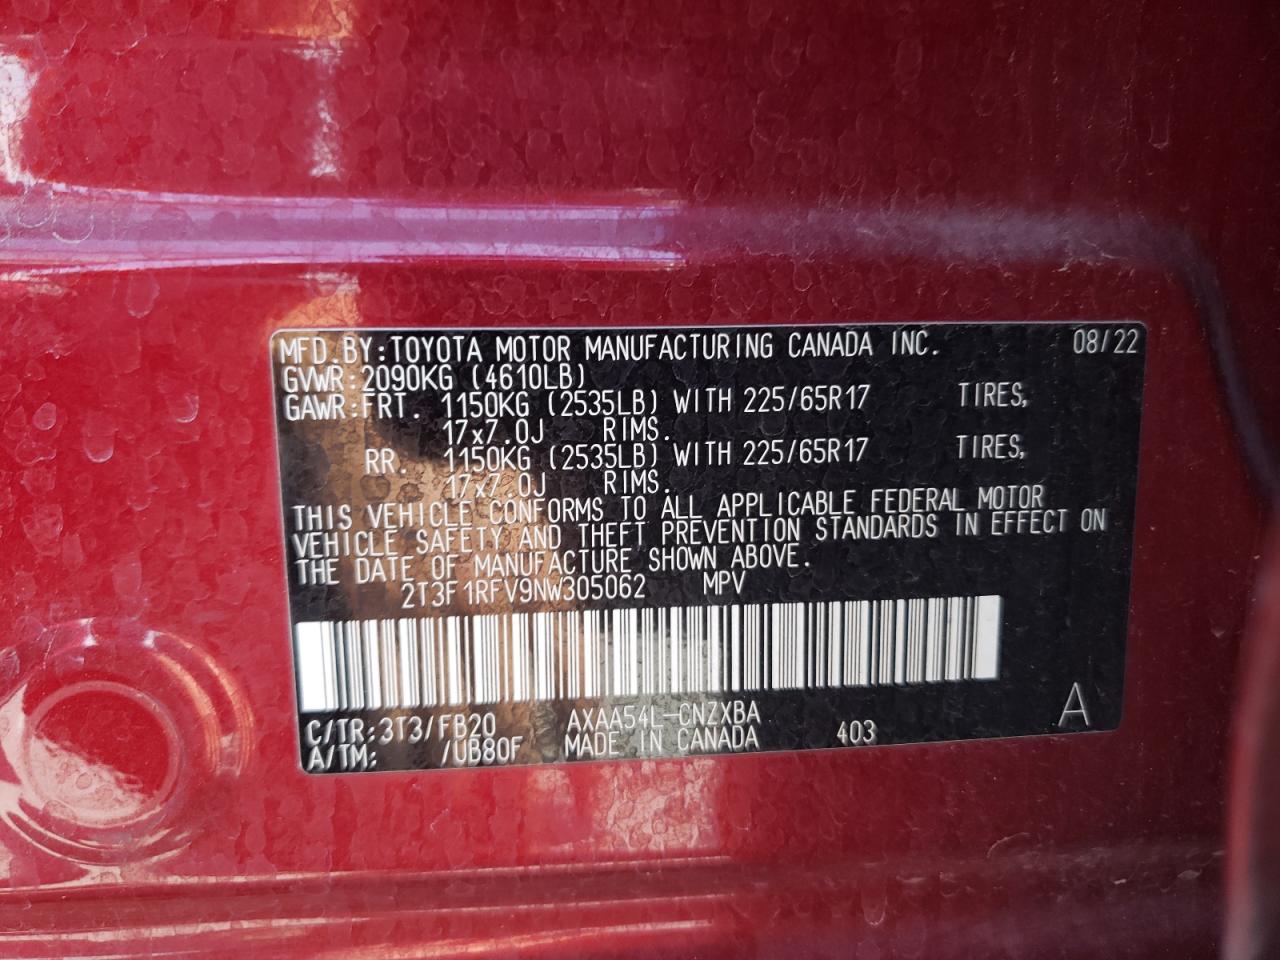 MFD.BY:TOYOTA MOTOR MANUFACTURING CANADA INC. 08/22
GVWR:2090KG (4610LB)
GAWR:FRT. 1150KG (2535LB) WITH 225/65R17 TIRES,
17x7.0J RIMS.
RR. 1150KG (2535LB) WITH 225/65R17 TIRES,
17x7.0J RIMS.
THIS VEHICLE CONFORMS TO ALL APPLICABLE FEDERAL MOTOR
VEHICLE SAFETY AND THEFT PREVENTION STANDARDS IN EFFECT ON
THE DATE OF MANUFACTURE SHOWN ABOVE.
2T3F1RFV9NW305062 MPV
C/TR:3T3/FB20 AXAA54L-CNZXBA A
A/TM: /UB80F MADE IN CANADA 403